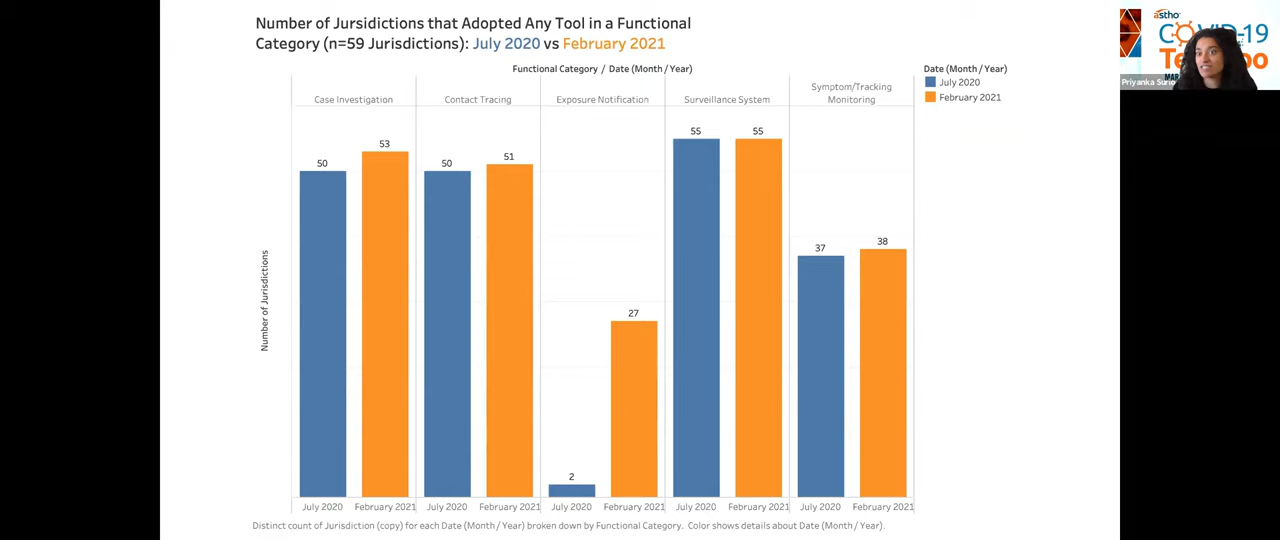 Number of Jursidictions that Adopted Any Tool in a Functional
Category (n=59 Jurisdictions): July 2020 vs February 2021
Functional Category / Date (Month / Year)
Case Investigation
Contact Tracing
Exposure Notification
Surveillance System
Symptom/Tracking
Monitoring
Date (Month / Year)
July 2020
February 2021
Number of Jurisdictions
50
53
50
51
2
27
55
55
37
38
July 2020
February 2021
July 2020
February 2021
July 2020
February 2021
July 2020
February 2021
July 2020
February 2021
Distinct count of Jurisdiction (copy) for each Date (Month / Year) broken down by Functional Category. Color shows details about Date (Month / Year).
astho
Priyanka